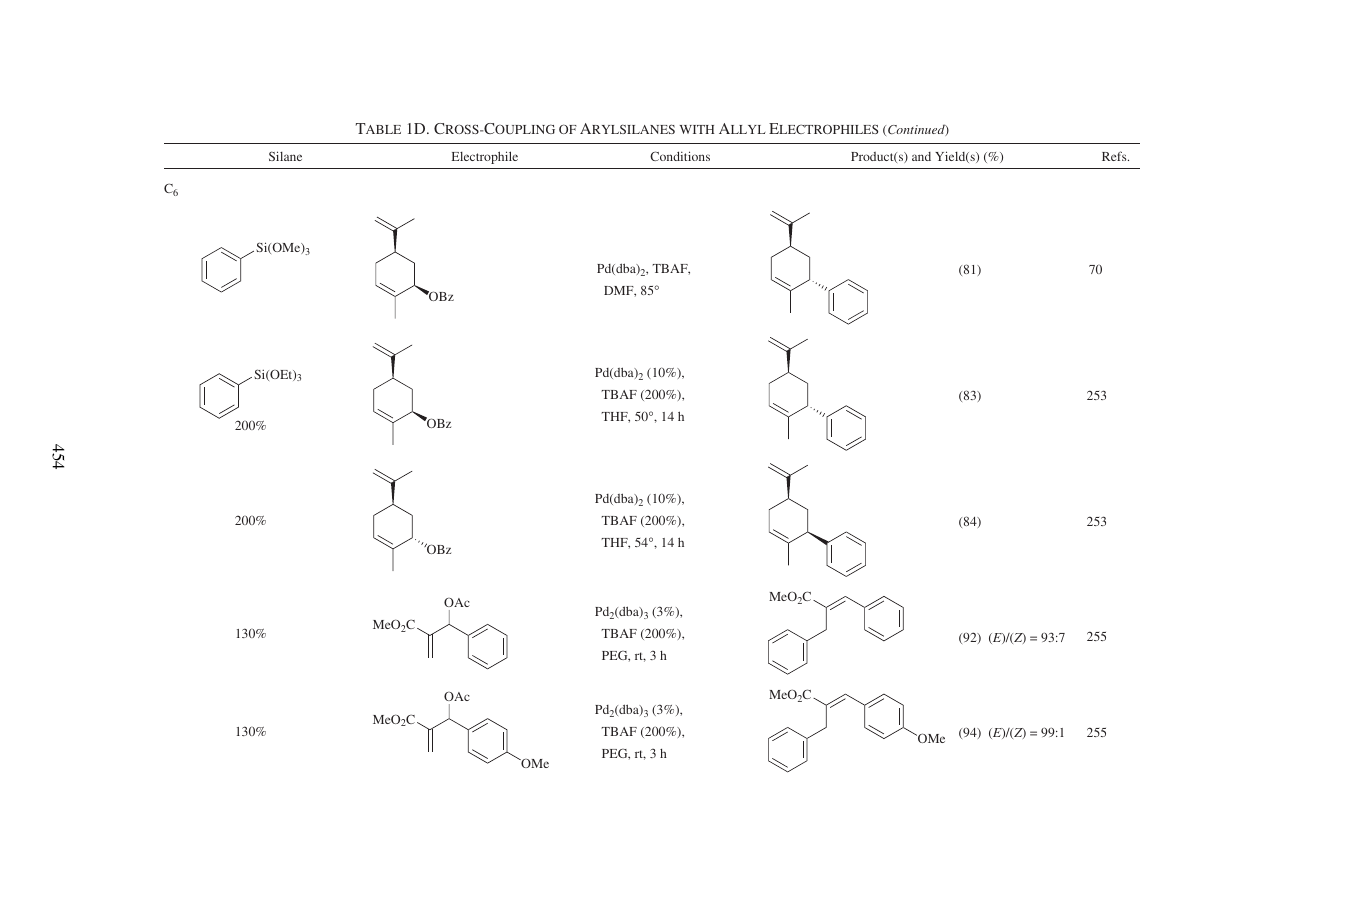 TABLE 1D. CROSS-COUPLING OF ARYLSILANES WITH ALLYL ELECTROPHILES (Continued)
Silane Electrophile Conditions Product(s) and Yield(s) (%) Refs.
C6
Si(OMe)3
OBz
Pd(dba)2, TBAF,
DMF, 85°
(81) 70
Si(OEt)3
200%
OBz
Pd(dba)2 (10%),
TBAF (200%),
THF, 50°, 14 h
(83) 253
200%
OBz
Pd(dba)2 (10%),
TBAF (200%),
THF, 54°, 14 h
(84) 253
130%
OAc
MeO2C
Pd2(dba)3 (3%),
TBAF (200%),
PEG, rt, 3 h
MeO2C
(92) (E)/(Z) = 93:7 255
130%
OAc
MeO2C
OMe
Pd2(dba)3 (3%),
TBAF (200%),
PEG, rt, 3 h
MeO2C
OMe
(94) (E)/(Z) = 99:1 255
454